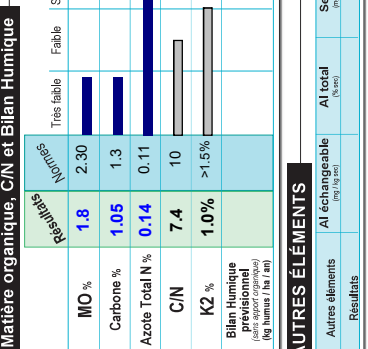 Matière organique, C/N et Bilan Humique
Résultats Normes Très faible Faible
MO % 1.8 2.30
Carbone % 1.05 1.3
Azote Total N % 0.14 0.11
C/N 7.4 10
K2 % 1.0% >1.5%
Bilan Humique
prévisionnel
(sans apport organique)
(kg humus / ha / an)
AUTRES ÉLÉMENTS
Autres éléments Al échangeable (mg / kg sec) Al total (% sec)
Résultats